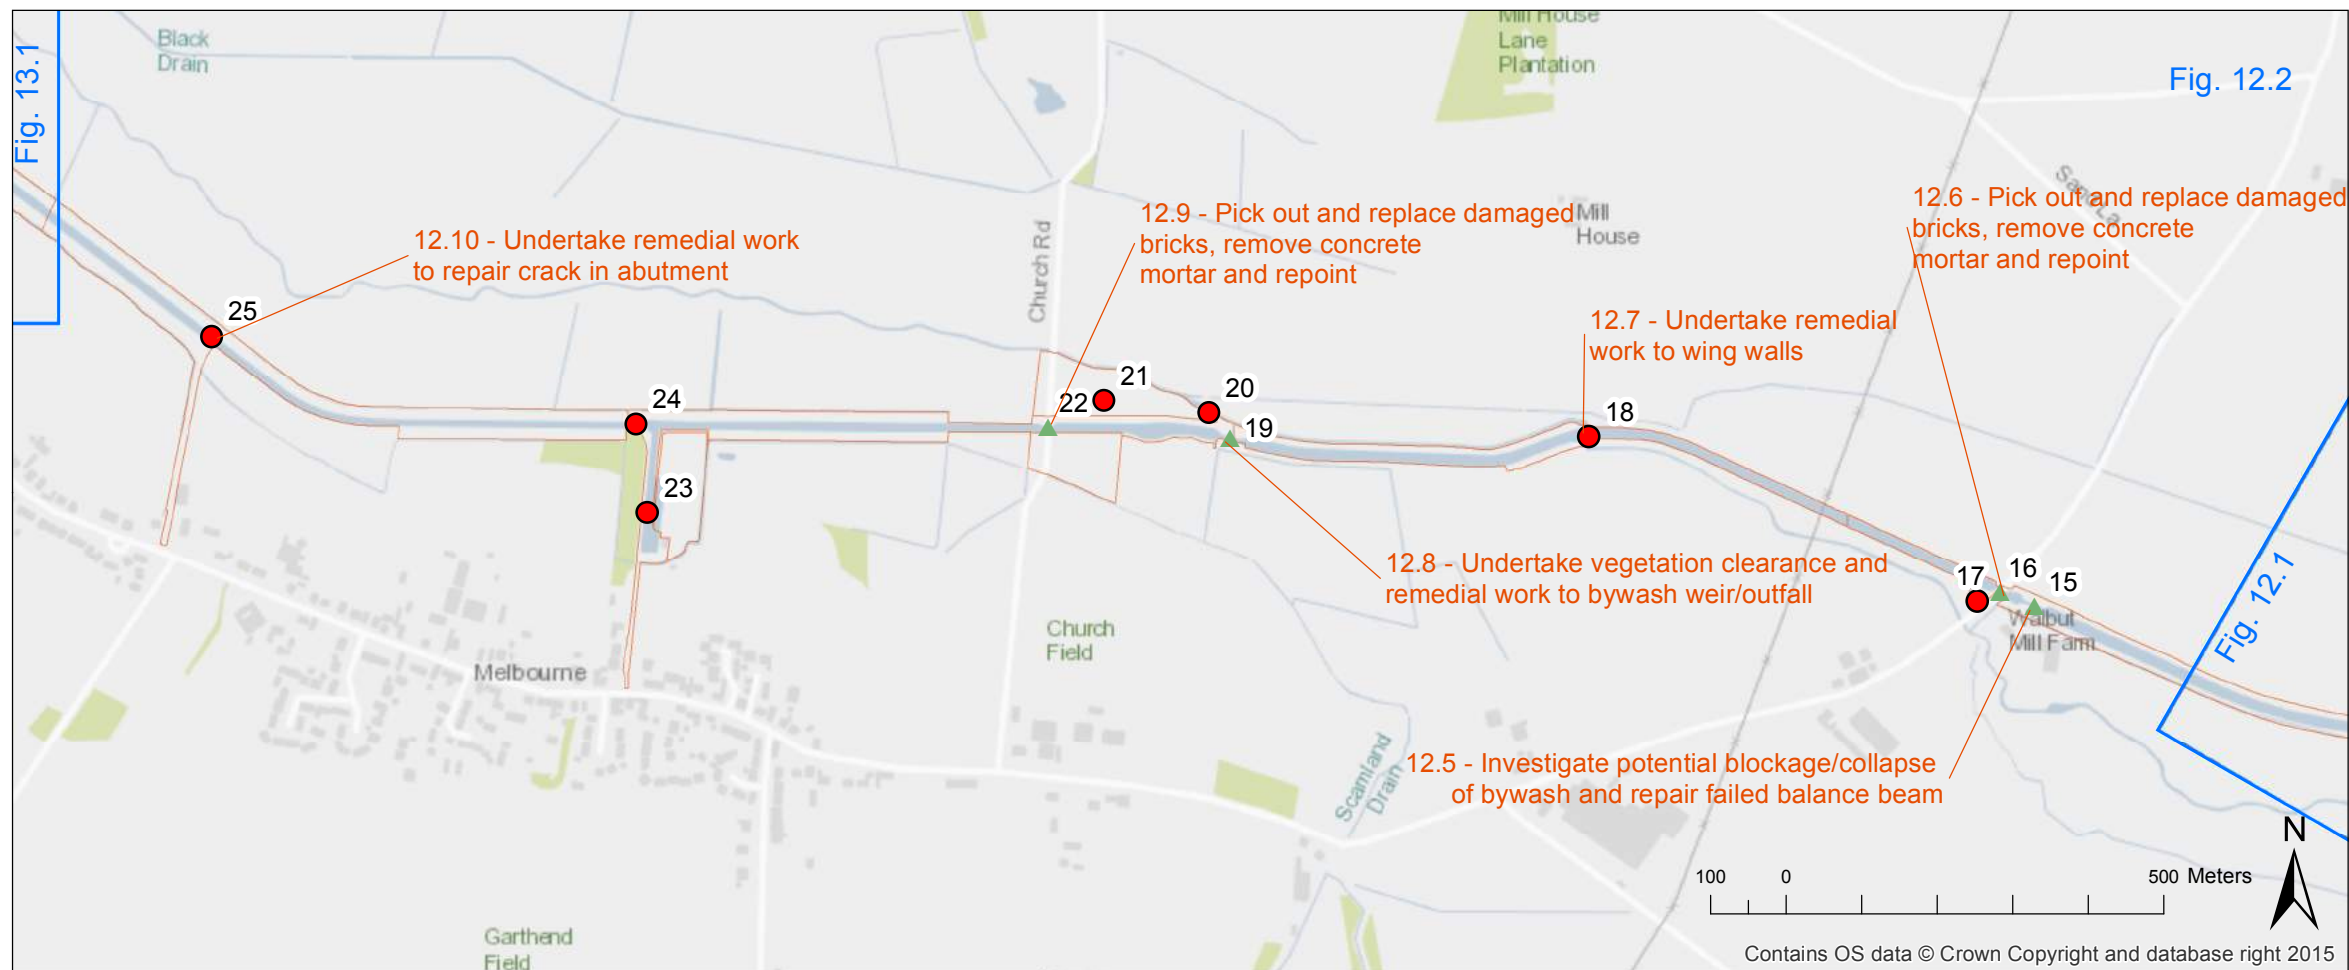 Fig. 13.1
Black
Drain
Mill House
Lane
Plantation
Fig. 12.2
12.10 - Undertake remedial work
to repair crack in abutment
Church Rd
12.9 - Pick out and replace damaged
bricks, remove concrete
mortar and repoint
Mill
House
12.6 - Pick out and replace damaged
bricks, remove concrete
mortar and repoint
12.7 - Undertake remedial
work to wing walls
25
24
23
22
21
20
19
18
17
16
15
Walbut
Mill Farm
Fig. 12.1
12.8 - Undertake vegetation clearance and
remedial work to bywash weir/outfall
Church
Field
Melbourne
Scamland
Drain
12.5 - Investigate potential blockage/collapse
of bywash and repair failed balance beam
Garthend
Field
N
100 0 500 Meters
Contains OS data © Crown Copyright and database right 2015